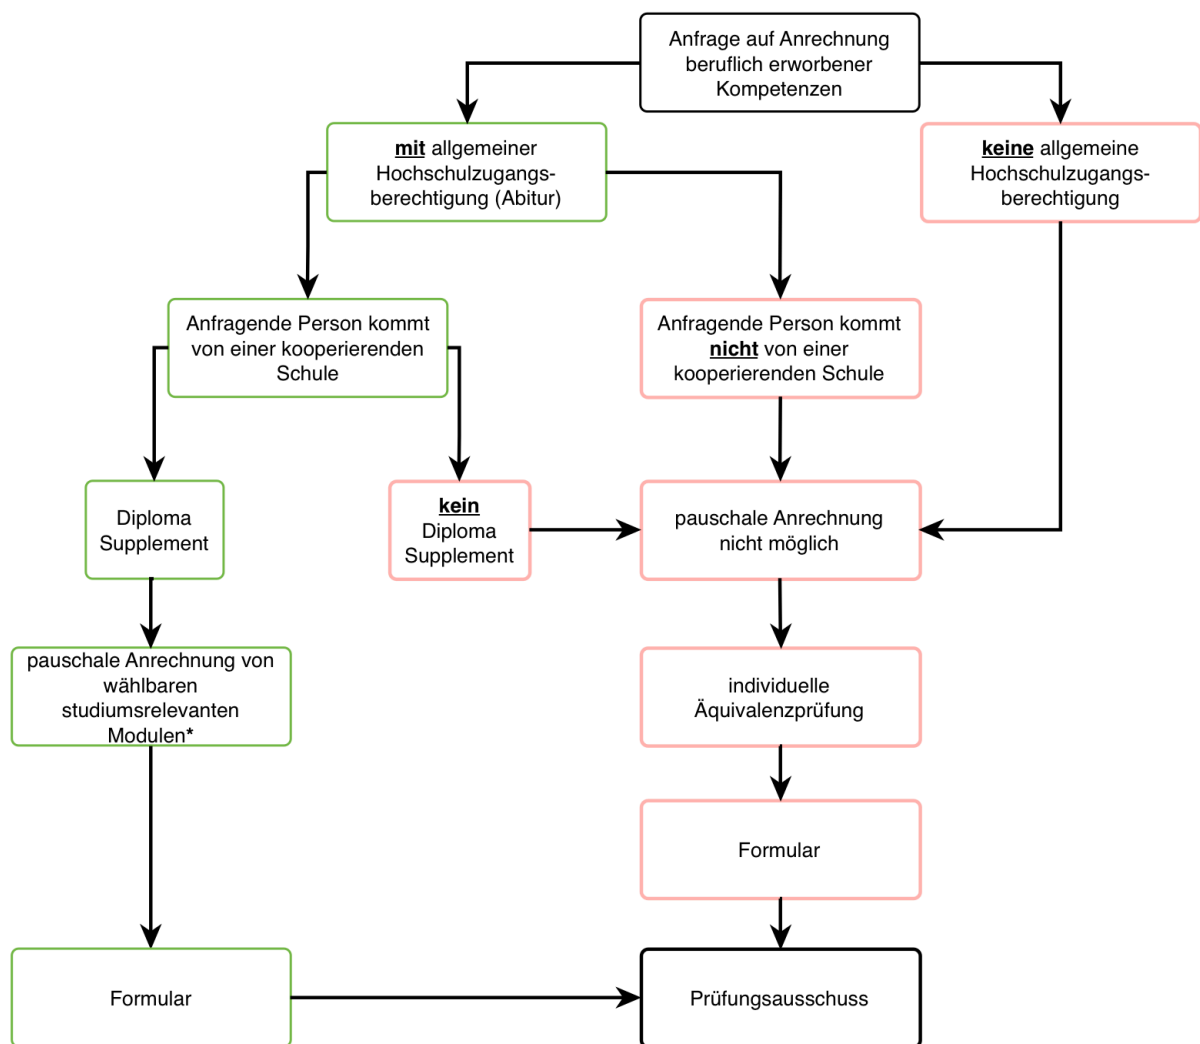 Anfrage auf Anrechnung
beruflich erworbener
Kompetenzen
mit allgemeiner
Hochschulzugangs-
berechtigung (Abitur)
keine allgemeine
Hochschulzugangs-
berechtigung
Anfragende Person kommt
von einer kooperierenden
Schule
Anfragende Person kommt
nicht von einer
kooperierenden Schule
Diploma
Supplement
kein
Diploma
Supplement
pauschale Anrechnung
nicht möglich
pauschale Anrechnung von
wählbaren
studiumsrelevanten
Modulen*
individuelle
Äquivalenzprüfung
Formular
Formular
Prüfungsausschuss